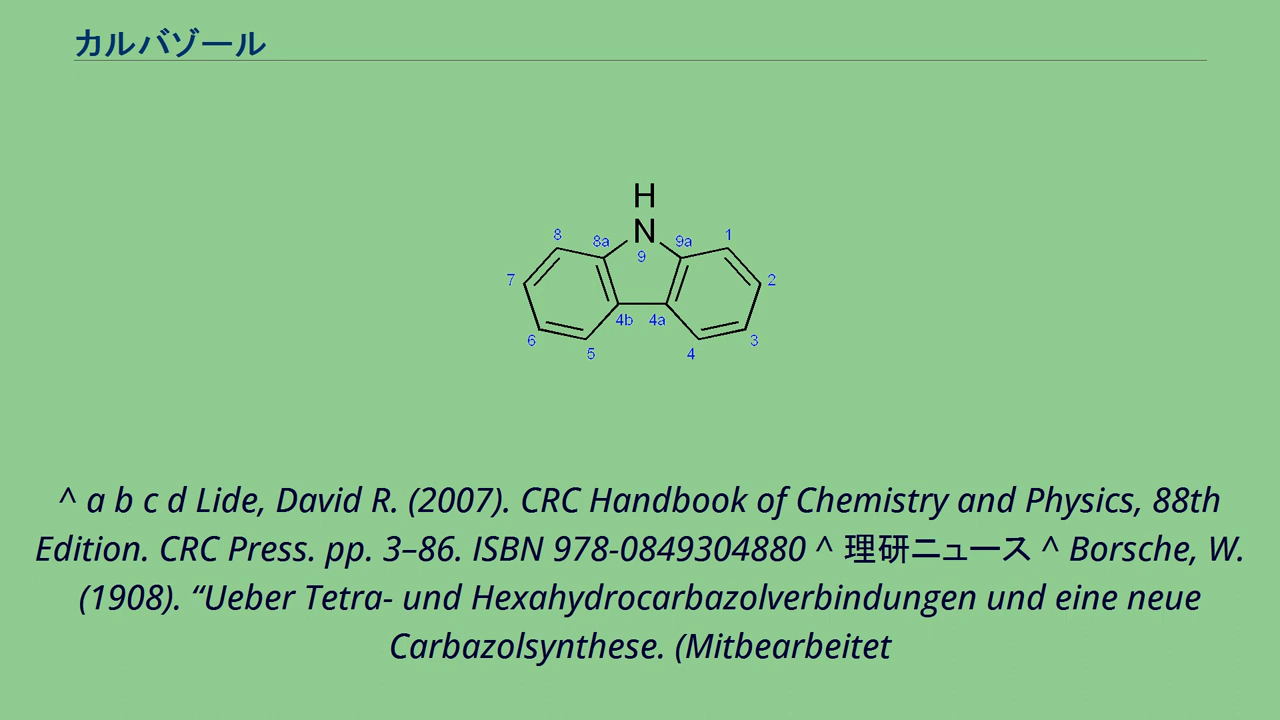 カルバゾール
H
N
8 8a 9 9a 1
7 2
6 4b 4a 3
5 4
^ a b c d Lide, David R. (2007). CRC Handbook of Chemistry and Physics, 88th
Edition. CRC Press. pp. 3–86. ISBN 978-0849304880 ^ 理研ニュース ^ Borsche, W.
(1908). “Ueber Tetra- und Hexahydrocarbazolverbindungen und eine neue
Carbazolsynthese. (Mitbearbeitet